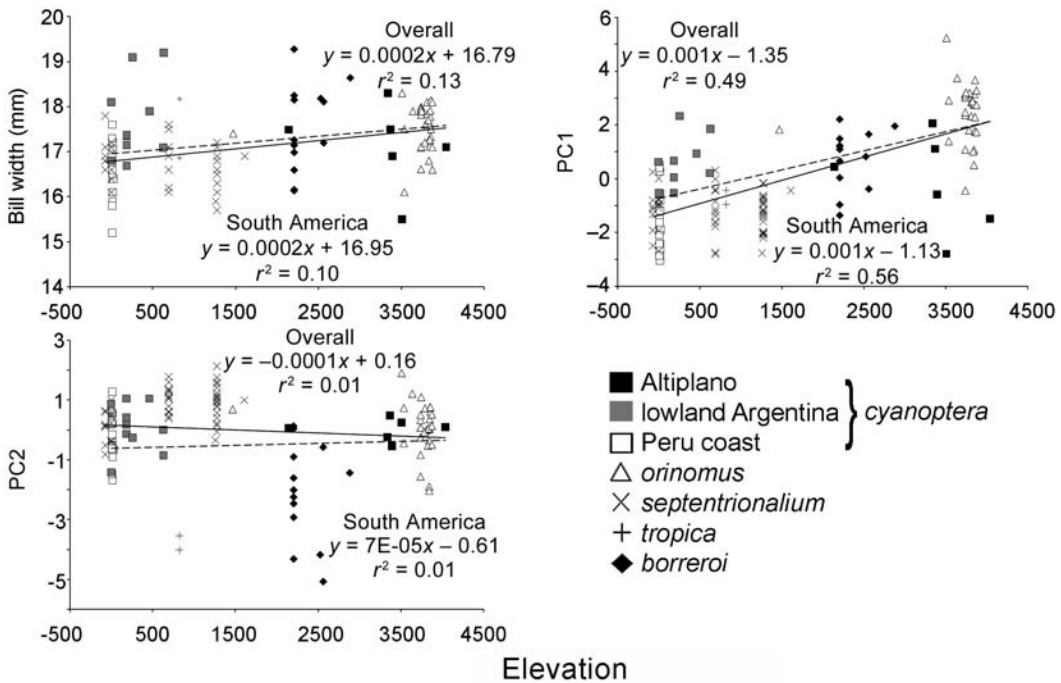 20
19
18
17
16
15
14
Bill width (mm)
Overall
y = 0.0002x + 16.79
r² = 0.13
South America
y = 0.0002x + 16.95
r² = 0.10
-500
500
1500
2500
3500
4500
6
4
2
0
–2
–4
PC1
Overall
y = 0.001x – 1.35
r² = 0.49
South America
y = 0.001x – 1.13
r² = 0.56
-500
500
1500
2500
3500
4500
3
1
-1
-3
-5
PC2
Overall
y = –0.0001x + 0.16
r² = 0.01
South America
y = 7E-05x – 0.61
r² = 0.01
-500
500
1500
2500
3500
4500
Altiplano
lowland Argentina
Peru coast
cyanoptera
orinomus
septentrionalium
tropica
borreroi
Elevation